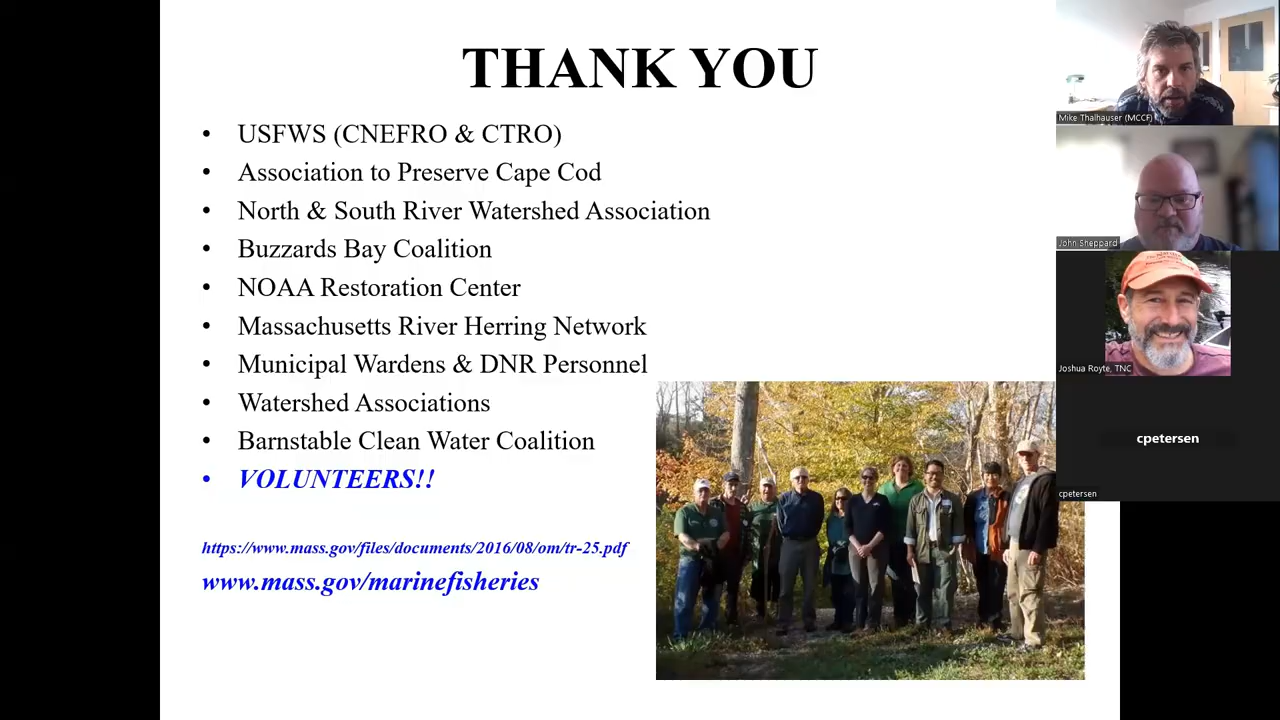 THANK YOU
• USFWS (CNEFRO & CTRO)
• Association to Preserve Cape Cod
• North & South River Watershed Association
• Buzzards Bay Coalition
• NOAA Restoration Center
• Massachusetts River Herring Network
• Municipal Wardens & DNR Personnel
• Watershed Associations
• Barnstable Clean Water Coalition
• VOLUNTEERS!!
https://www.mass.gov/files/documents/2016/08/om/tr-25.pdf
www.mass.gov/marinefisheries
Mike Thalhauser (MCCF)
John Sheppard
Joshua Royte, TNC
cpetersen
cpetersen